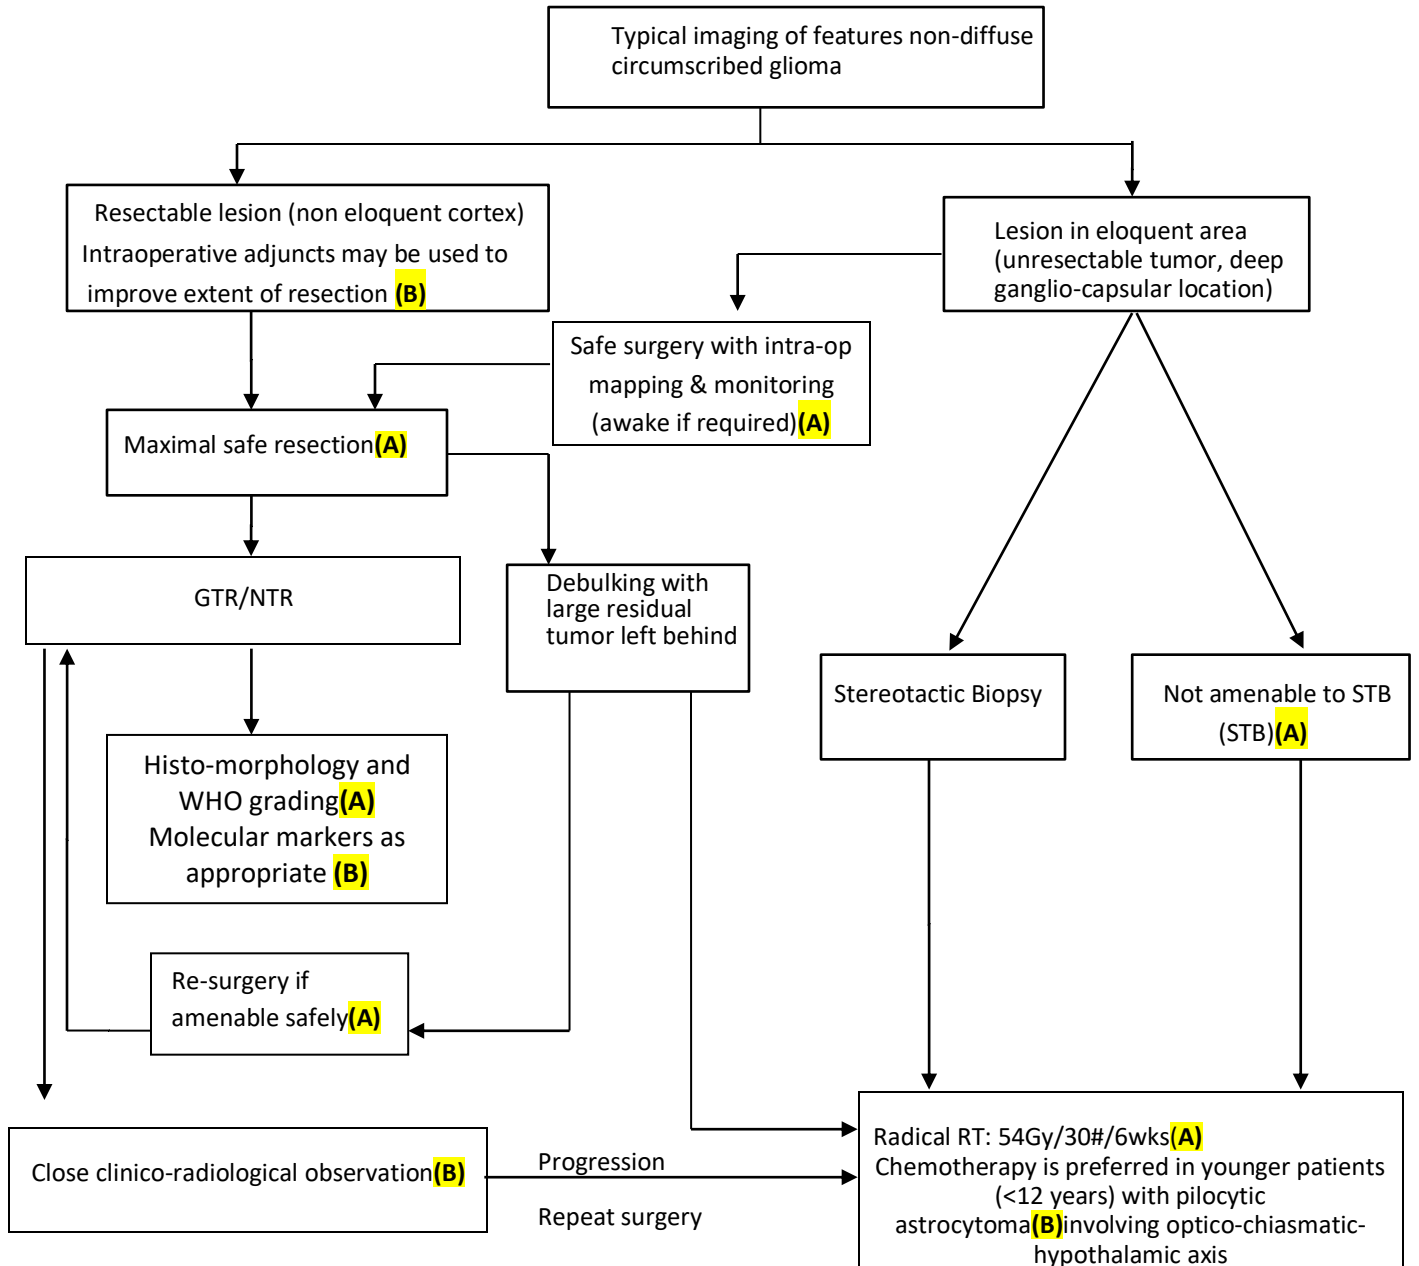 Typical imaging of features non-diffuse
circumscribed glioma
Resectable lesion (non eloquent cortex)
Intraoperative adjuncts may be used to
improve extent of resection (B)
Lesion in eloquent area
(unresectable tumor, deep
ganglio-capsular location)
Safe surgery with intra-op
mapping & monitoring
(awake if required)(A)
Maximal safe resection(A)
GTR/NTR
Debulking with
large residual
tumor left behind
Stereotactic Biopsy
Not amenable to STB
(STB)(A)
Histo-morphology and
WHO grading(A)
Molecular markers as
appropriate (B)
Re-surgery if
amenable safely(A)
Close clinico-radiological observation(B)
Progression
Repeat surgery
Radical RT: 54Gy/30#/6wks(A)
Chemotherapy is preferred in younger patients
(<12 years) with pilocytic
astrocytoma(B)involving optico-chiasmatic-
hypothalamic axis